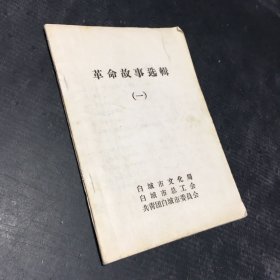 革命故事选辑
(一)
白城市文化局
白城市总工会
共青团白城市委员会